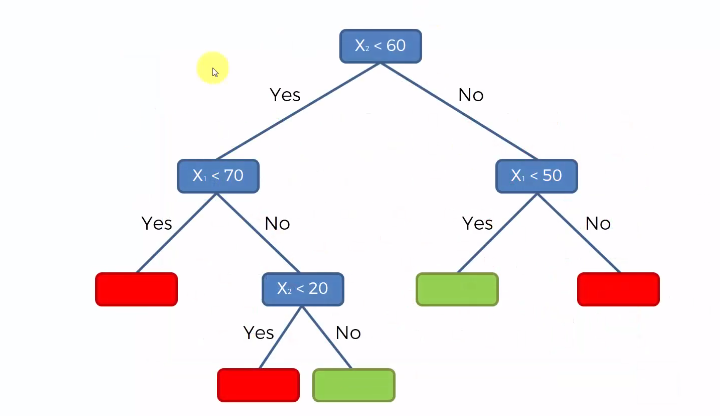 X₂ < 60
Yes
No
X₁ < 70
X₁ < 50
Yes
No
Yes
No
X₂ < 20
Yes
No